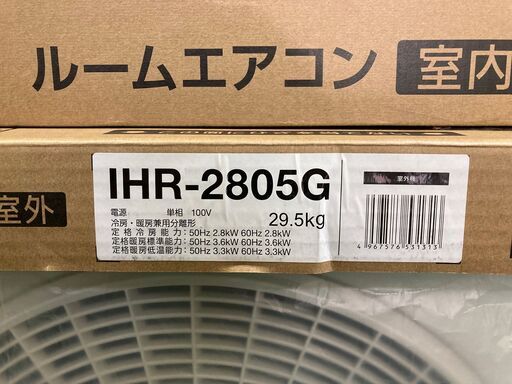 ルームエアコン 室内
室外
IHR-2805G
電源 単相 100V
29.5kg
冷房・暖房兼用分離形
定格冷房能力:50Hz 2.8kW 60Hz 2.8kW
定格暖房標準能力:50Hz 3.6kW 60Hz 3.6kW
定格暖房低温能力:50Hz 3.3kW 60Hz 3.3kW
室外機
4967576531313